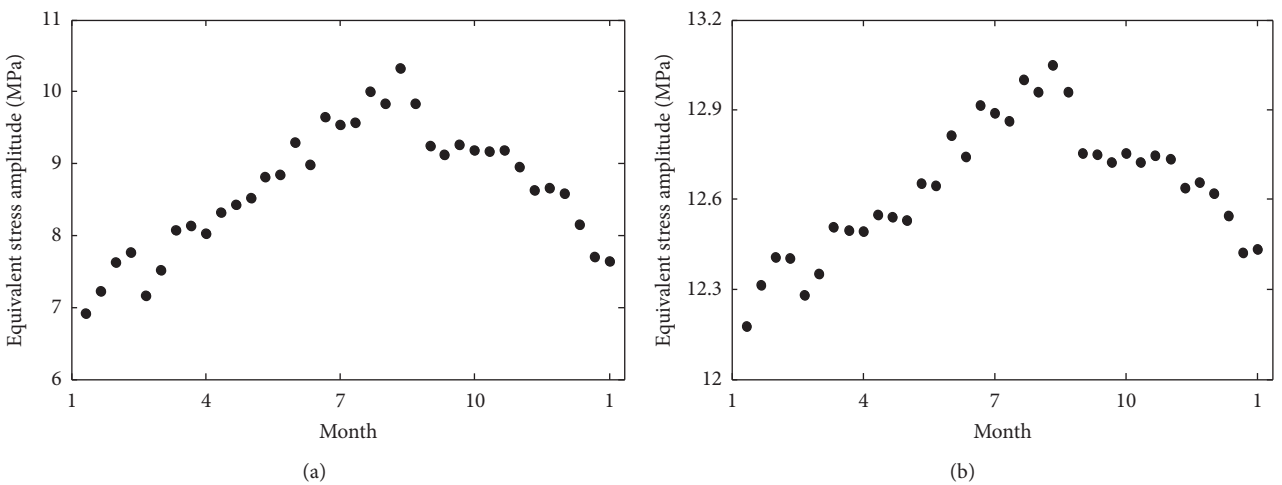 11
10
9
8
7
6
Equivalent stress amplitude (MPa)
1 4 7 10 1
Month
(a)
13.2
12.9
12.6
12.3
12
Equivalent stress amplitude (MPa)
1 4 7 10 1
Month
(b)